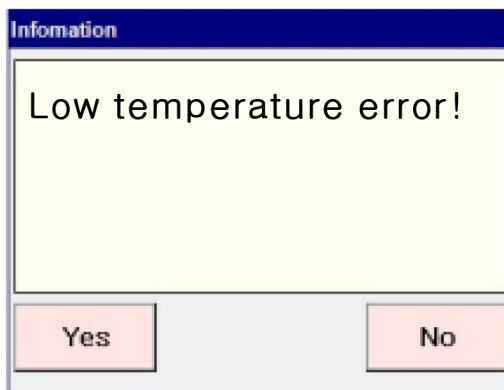 Infomation
Low temperature error!
Yes
No